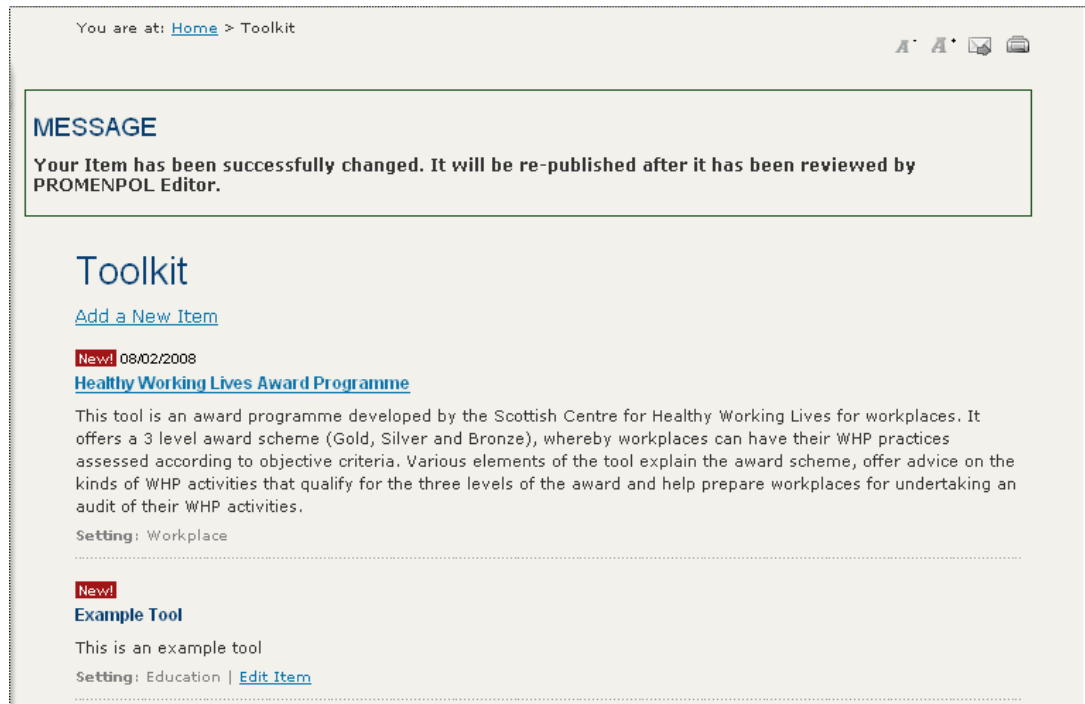 You are at: Home > Toolkit
A- A+
MESSAGE
Your Item has been successfully changed. It will be re-published after it has been reviewed by
PROMENPOL Editor.
Toolkit
Add a New Item
New! 08/02/2008
Healthy Working Lives Award Programme
This tool is an award programme developed by the Scottish Centre for Healthy Working Lives for workplaces. It
offers a 3 level award scheme (Gold, Silver and Bronze), whereby workplaces can have their WHP practices
assessed according to objective criteria. Various elements of the tool explain the award scheme, offer advice on the
kinds of WHP activities that qualify for the three levels of the award and help prepare workplaces for undertaking an
audit of their WHP activities.
Setting: Workplace
New!
Example Tool
This is an example tool
Setting: Education | Edit Item